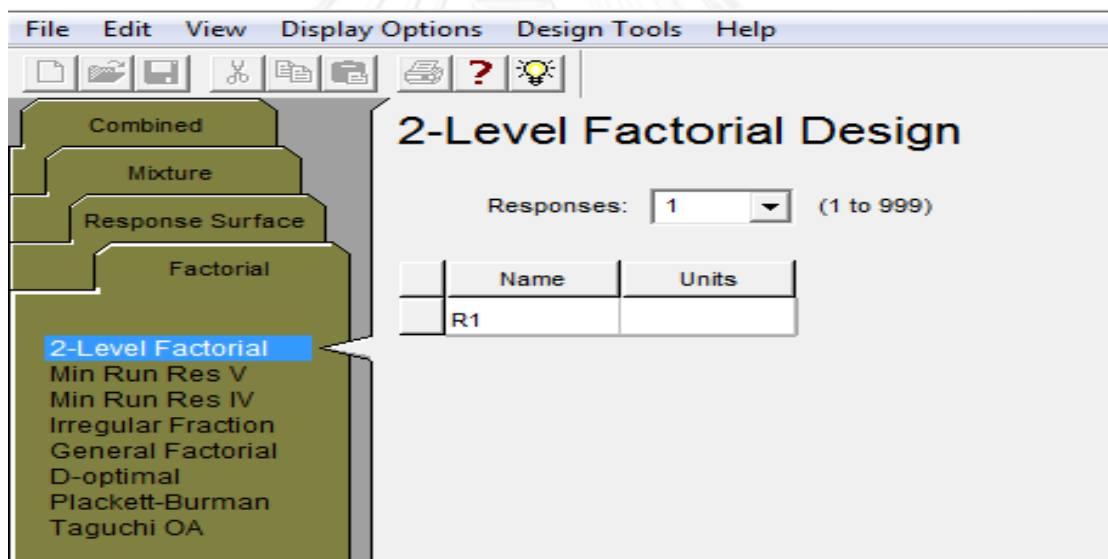 File Edit View Display Options Design Tools Help
?
Combined
Mixture
Response Surface
Factorial
2-Level Factorial
Min Run Res V
Min Run Res IV
Irregular Fraction
General Factorial
D-optimal
Plackett-Burman
Taguchi OA
2-Level Factorial Design
Responses: 1 (1 to 999)
Name Units
R1